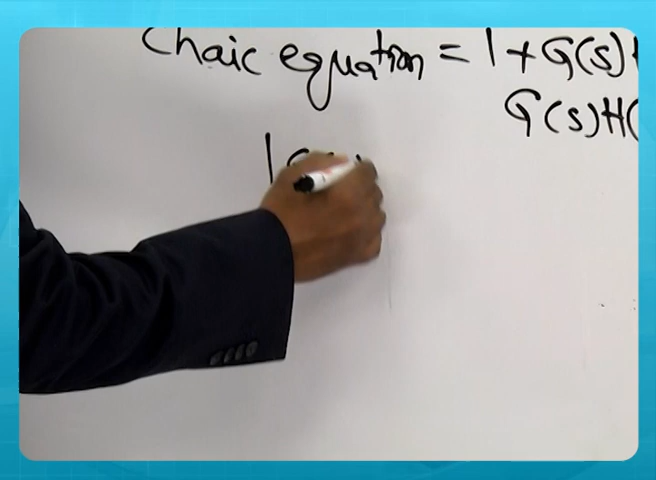 Chaic equation = 1 + G(s)
G(s)H(
|G